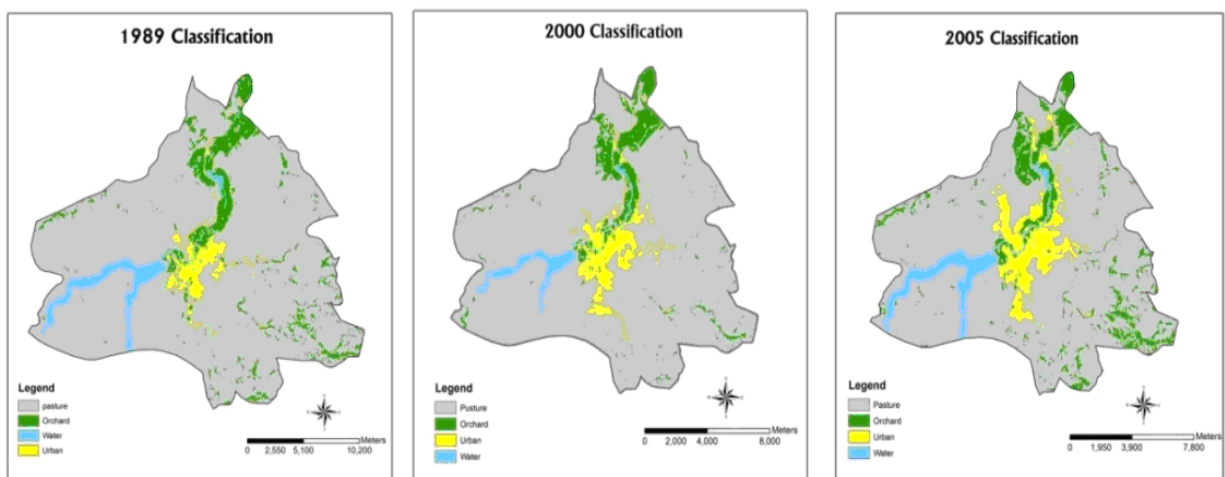 1989 Classification
Legend
pasture
Orchard
Water
Urban
Meters
0 2,550 5,100 10,200
2000 Classification
Legend
Pusture
Orchard
Urban
Water
Meters
0 2,000 4,000 8,000
2005 Classification
Legend
Pasture
Orchard
Urban
Water
Meters
0 1,950 3,900 7,800